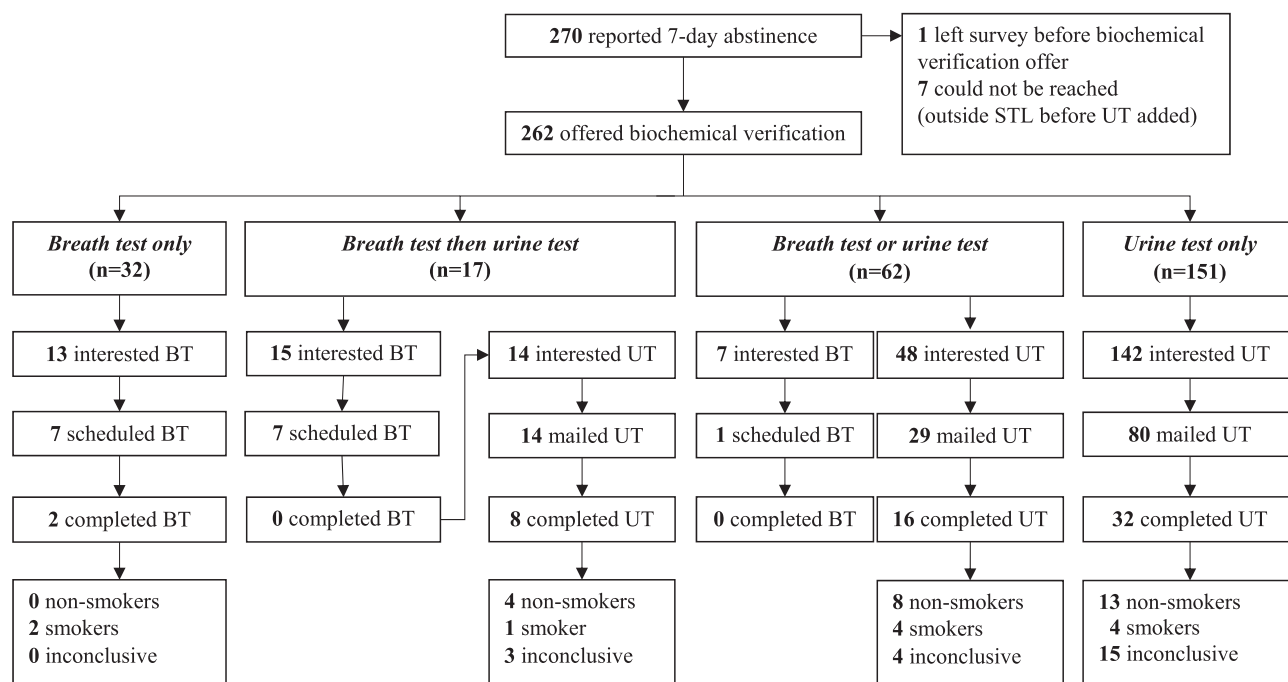 270 reported 7-day abstinence
1 left survey before biochemical
verification offer
7 could not be reached
(outside STL before UT added)
262 offered biochemical verification
Breath test only
(n=32)
Breath test then urine test
(n=17)
Breath test or urine test
(n=62)
Urine test only
(n=151)
13 interested BT
15 interested BT
14 interested UT
7 interested BT
48 interested UT
142 interested UT
7 scheduled BT
7 scheduled BT
14 mailed UT
1 scheduled BT
29 mailed UT
80 mailed UT
2 completed BT
0 completed BT
8 completed UT
0 completed BT
16 completed UT
32 completed UT
0 non-smokers
2 smokers
0 inconclusive
4 non-smokers
1 smoker
3 inconclusive
8 non-smokers
4 smokers
4 inconclusive
13 non-smokers
4 smokers
15 inconclusive